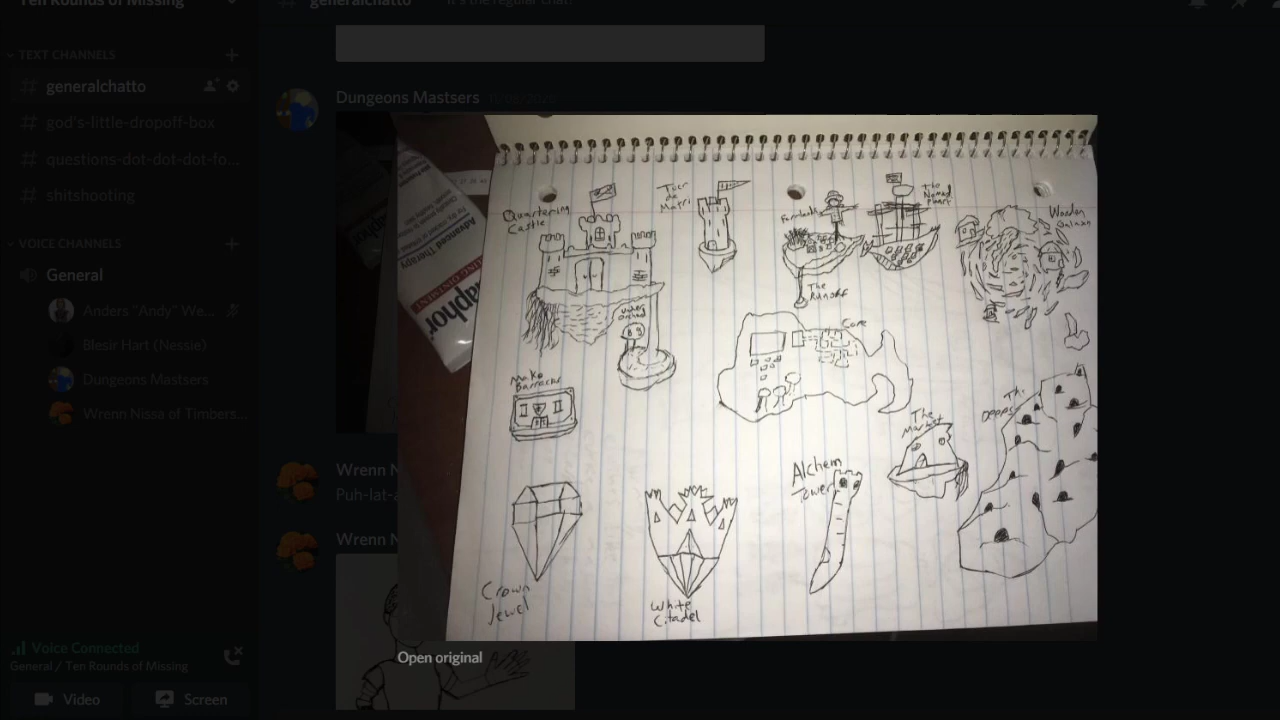 Ten Rounds of Missing
generalchatto
It's the regular chat!
TEXT CHANNELS
generalchatto
god's-little-dropoff-box
questions-dot-dot-dot-fo...
shitshooting
VOICE CHANNELS
General
Anders "Andy" We...
Blesir Hart (Nessie)
Dungeons Mastsers
Wrenn Nissa of Timbers...
Voice Connected
General / Ten Rounds of Missing
Video
Screen
Dungeons Mastsers
Wrenn N
Puh-lat-a
Wrenn N
Advanced Therapy
aphor
Quartering
Castle
Tuer
de
Matri
The
Nomad
Wooden
Galaxy
The
Runoff
Core
Mako
Barracks
The
Market
The
Deeps
Alchem
Tower
Crown
Jewel
White
Citadel
Open original